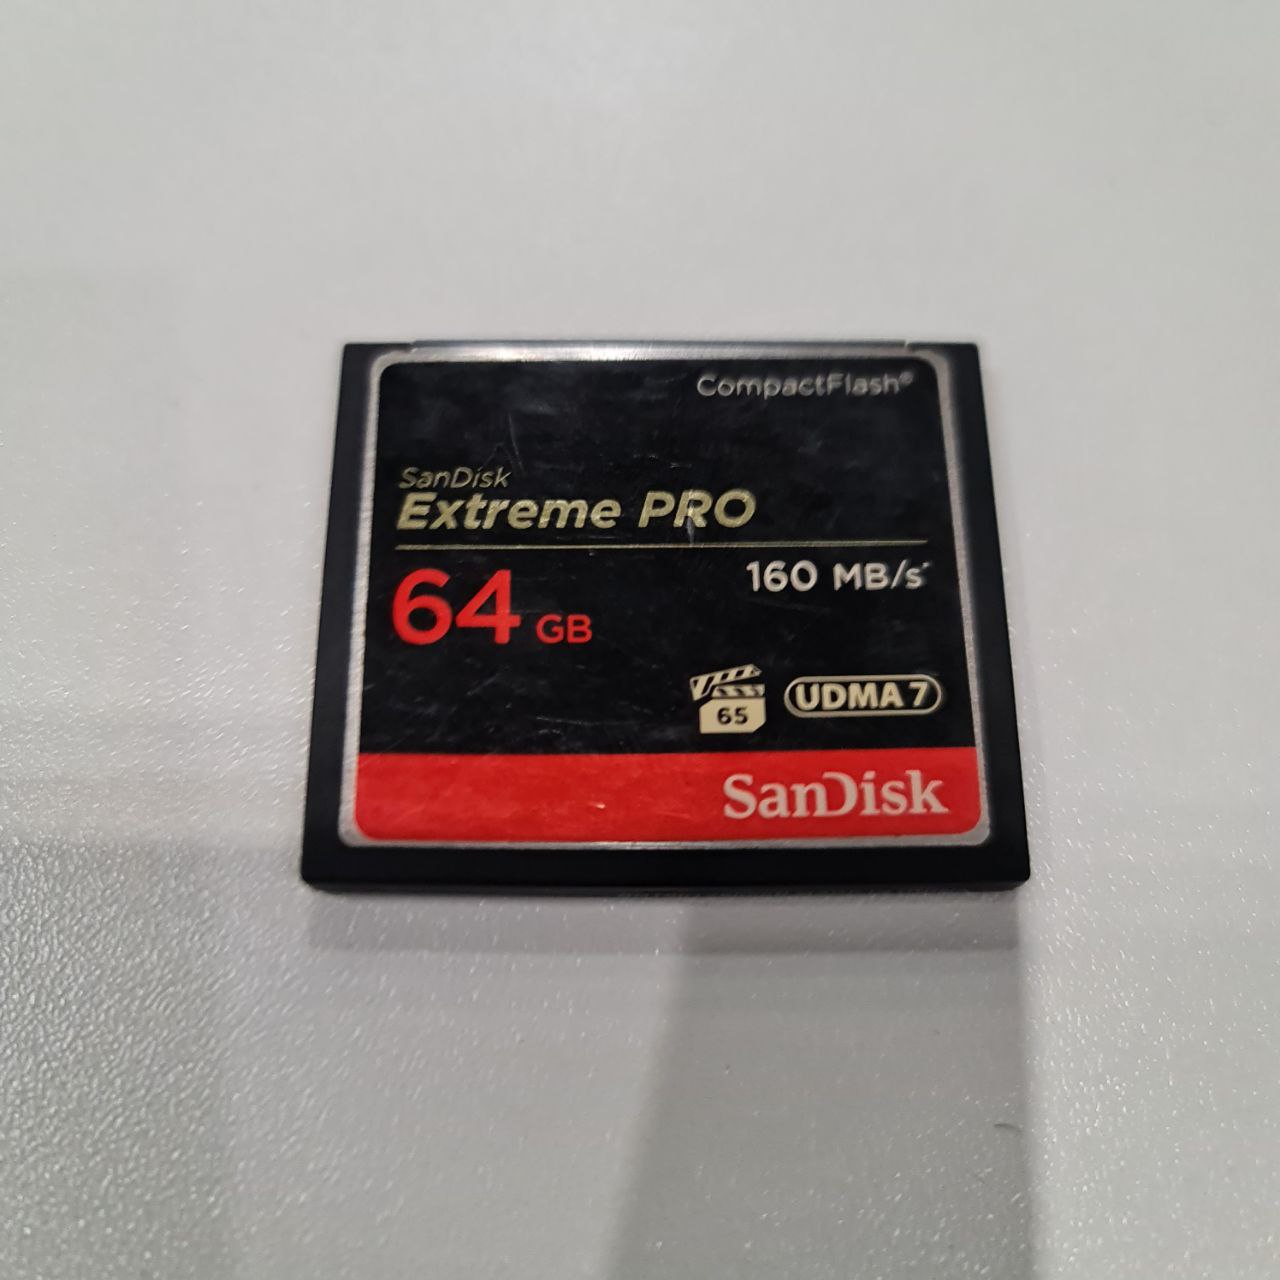 CompactFlash®
SanDisk
Extreme PRO
160 MB/s*
64 GB
65
UDMA 7
SanDisk